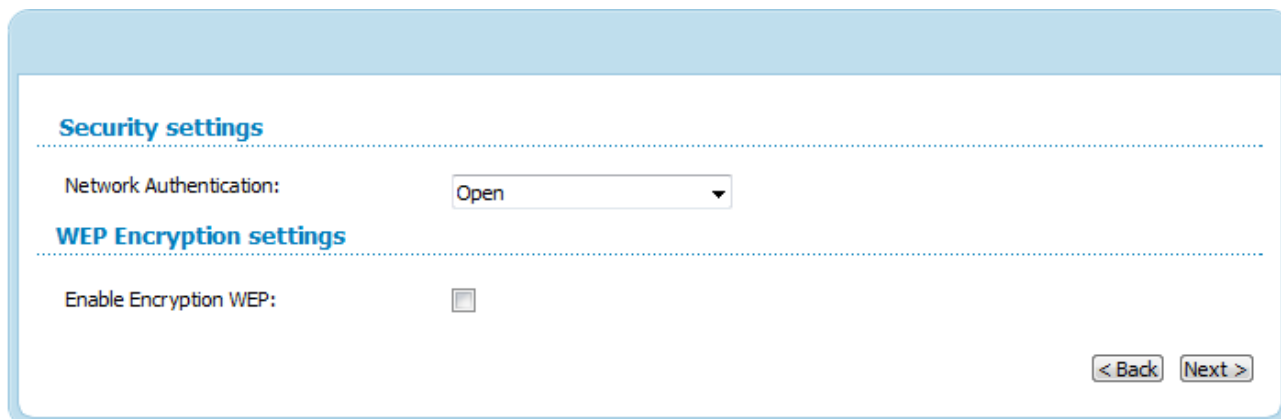 Security settings
Network Authentication: Open
WEP Encryption settings
Enable Encryption WEP:
< Back Next >